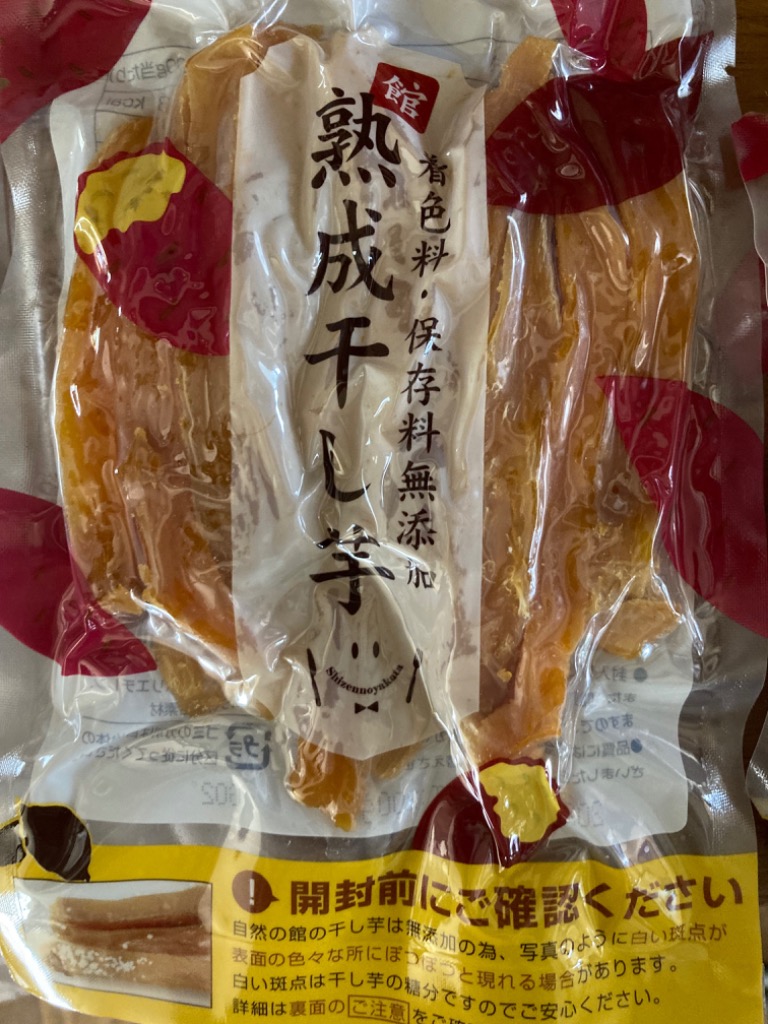 館
熟成干し芋
着色料・保存料無添加
Shizennoyakata
! 開封前にご確認ください
自然の館の干し芋は無添加の為、写真のように白い斑点が
表面の色々な所にぽつぽつと現れる場合があります。
白い斑点は干し芋の糖分ですのでご安心ください。
詳細は裏面のご注意をご確